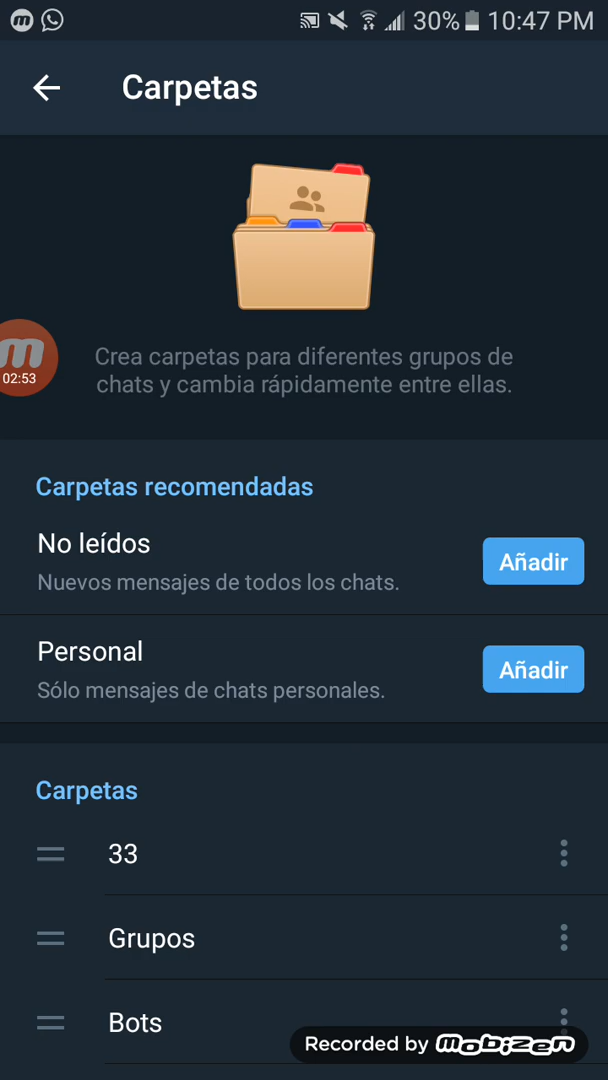 30% 10:47 PM
Carpetas
02:53
Crea carpetas para diferentes grupos de
chats y cambia rápidamente entre ellas.
Carpetas recomendadas
No leídos
Nuevos mensajes de todos los chats.
Añadir
Personal
Sólo mensajes de chats personales.
Añadir
Carpetas
33
Grupos
Bots
Recorded by mobizen